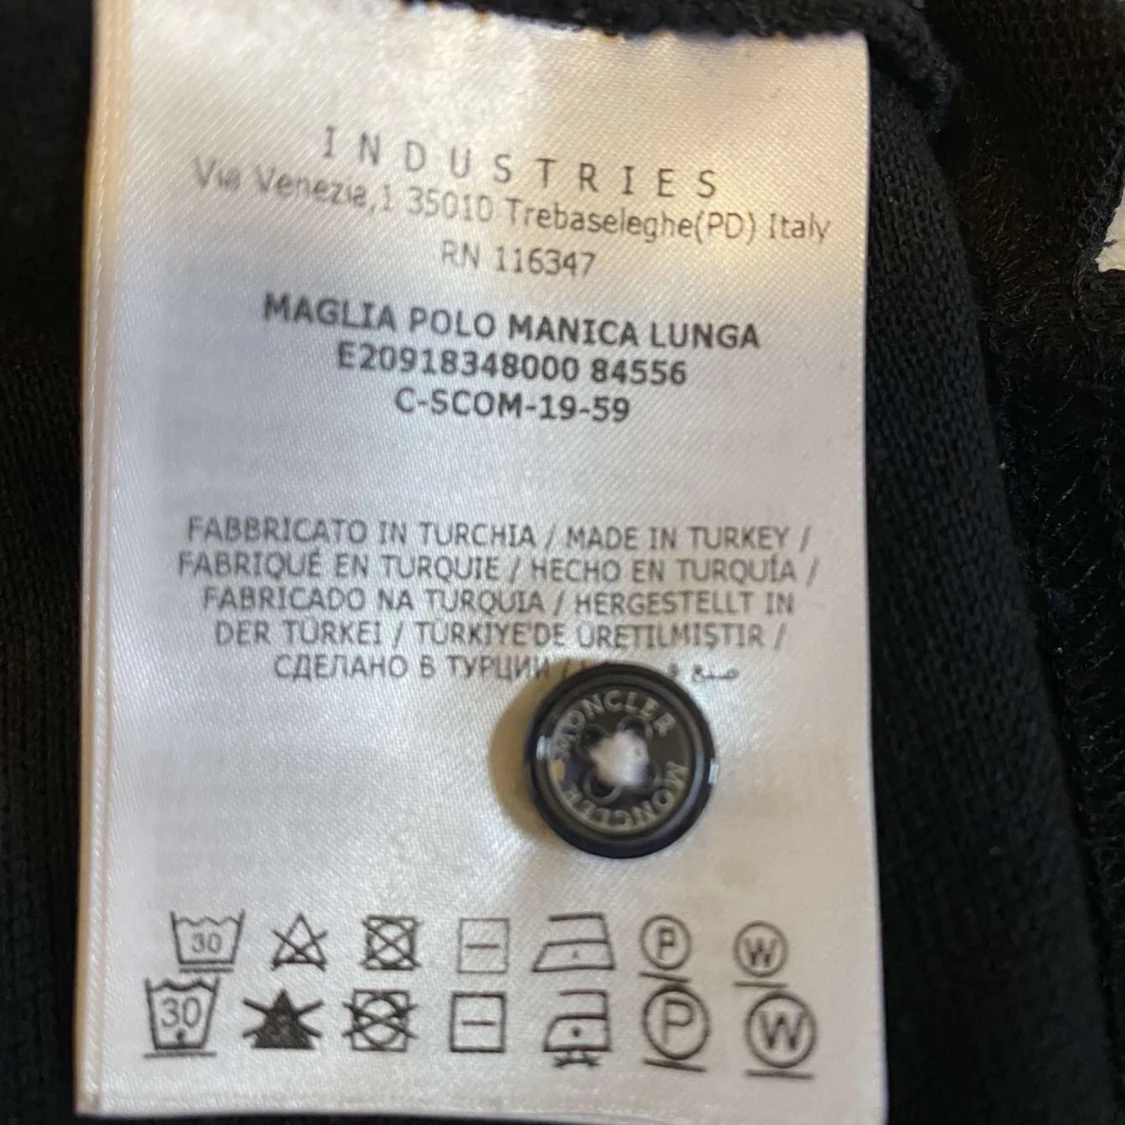 INDUSTRIES
Via Venezia,1 35010 Trebaseleghe(PD) Italy
RN 116347
MAGLIA POLO MANICA LUNGA
E20918348000 84556
C-SCOM-19-59
FABBRICATO IN TURCHIA / MADE IN TURKEY /
FABRIQUÉ EN TURQUIE / HECHO EN TURQUÍA /
FABRICADO NA TURQUIA / HERGESTELLT IN
DER TÜRKEI / TÜRKIYE'DE ÜRETILMIŞTIR /
СДЕЛАНО В ТУРЦИИ / صنع
MONCLER
MONCLER
30 P W
30 P W